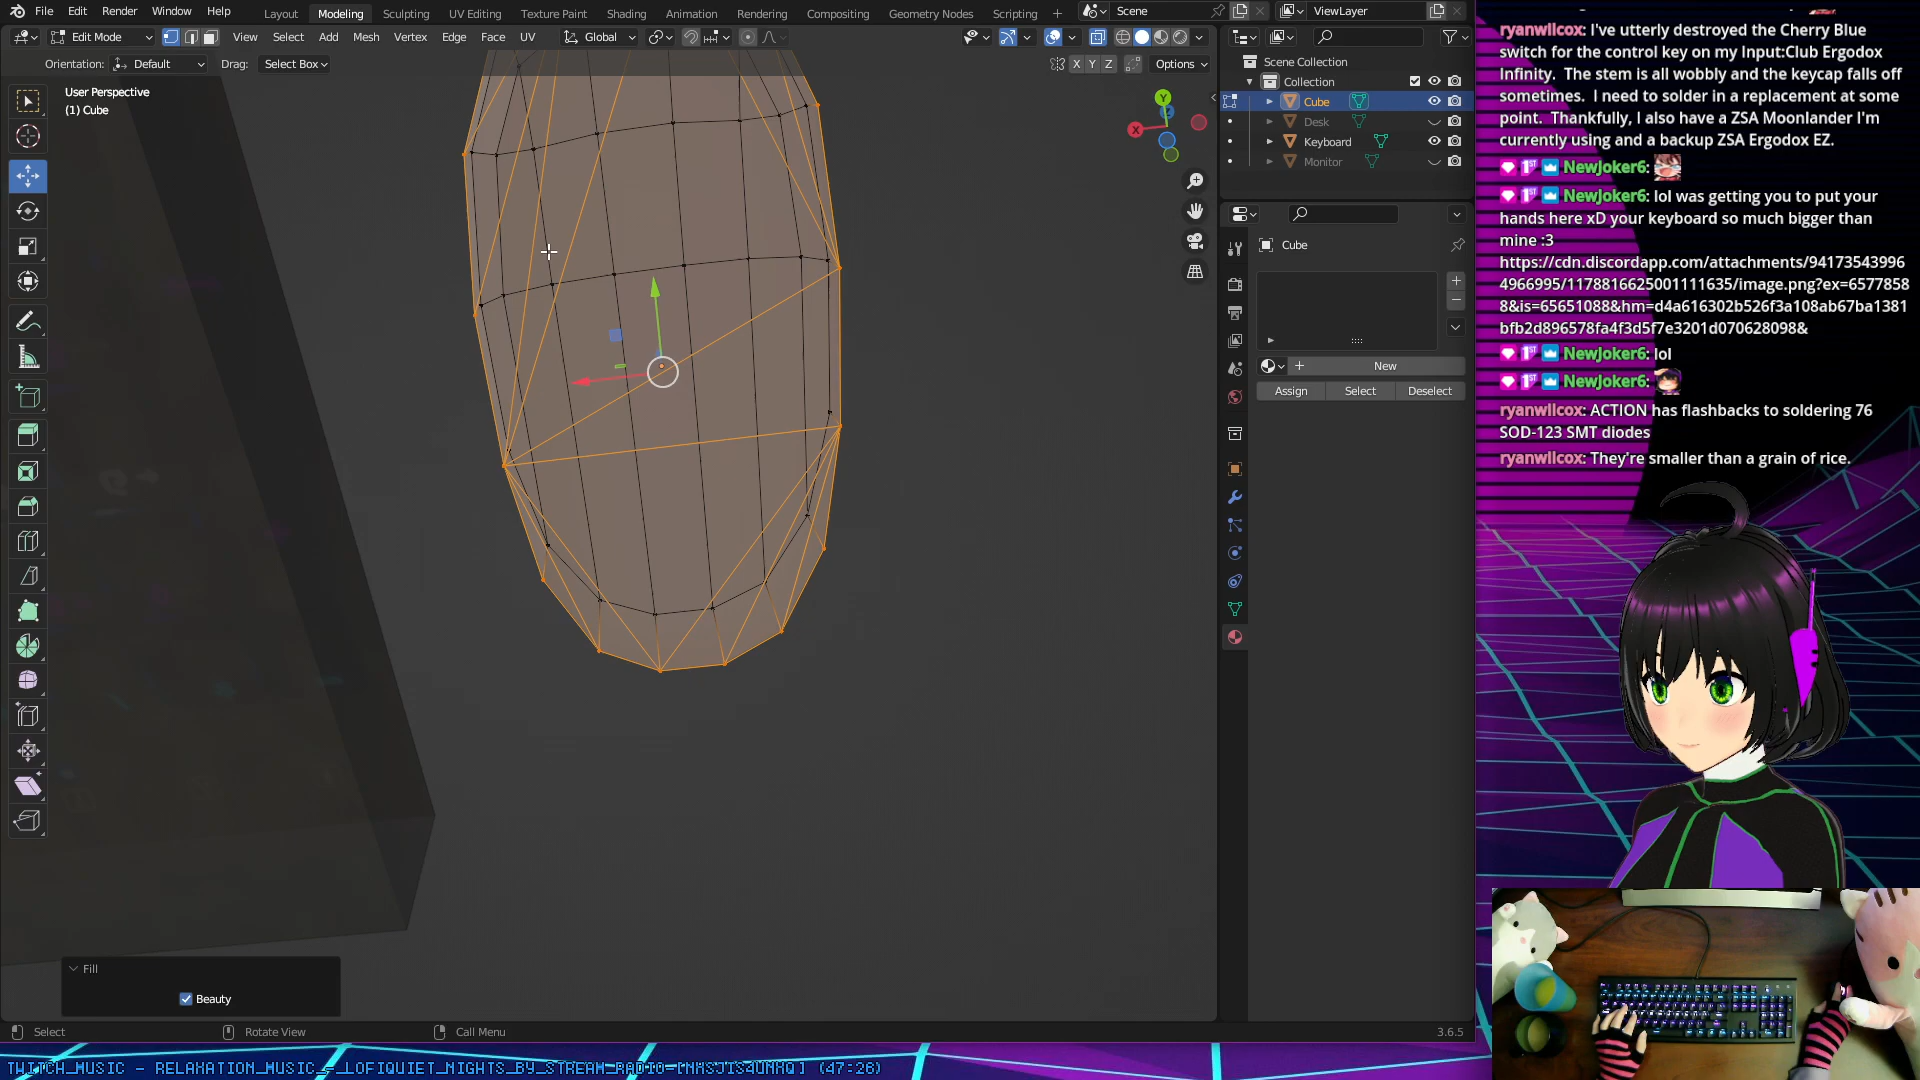 File Edit Render Window Help Layout Modeling Sculpting UV Editing Texture Paint Shading Animation Rendering Compositing Geometry Nodes Scripting + Scene ViewLayer
Edit Mode View Select Add Mesh Vertex Edge Face UV Global
Orientation: Default Drag: Select Box X Y Z Options
User Perspective
(1) Cube
Y
X
Z
Scene Collection
Collection
Cube
Desk
Keyboard
Monitor
Cube
New
Assign Select Deselect
Fill
Beauty
Select Rotate View Call Menu 3.6.5
ryanwilcox: I've utterly destroyed the Cherry Blue
switch for the control key on my Input:Club Ergodox
Infinity. The stem is all wobbly and the keycap falls off
sometimes. I need to solder in a replacement at some
point. Thankfully, I also have a ZSA Moonlander I'm
currently using and a backup ZSA Ergodox EZ.
NewJoker6:
NewJoker6: lol was getting you to put your
hands here xD your keyboard so much bigger than
mine :3
https://cdn.discordapp.com/attachments/94173543996
4966995/1178816625001111635/image.png?ex=6577858
8&is=65651088&hm=d4a616302b526f3a108ab67ba1381
bfb2d896578fa4f3d5f7e3201d070628098&
NewJoker6: lol
NewJoker6:
ryanwilcox: ACTION has flashbacks to soldering 76
SOD-123 SMT diodes
ryanwilcox: They're smaller than a grain of rice.